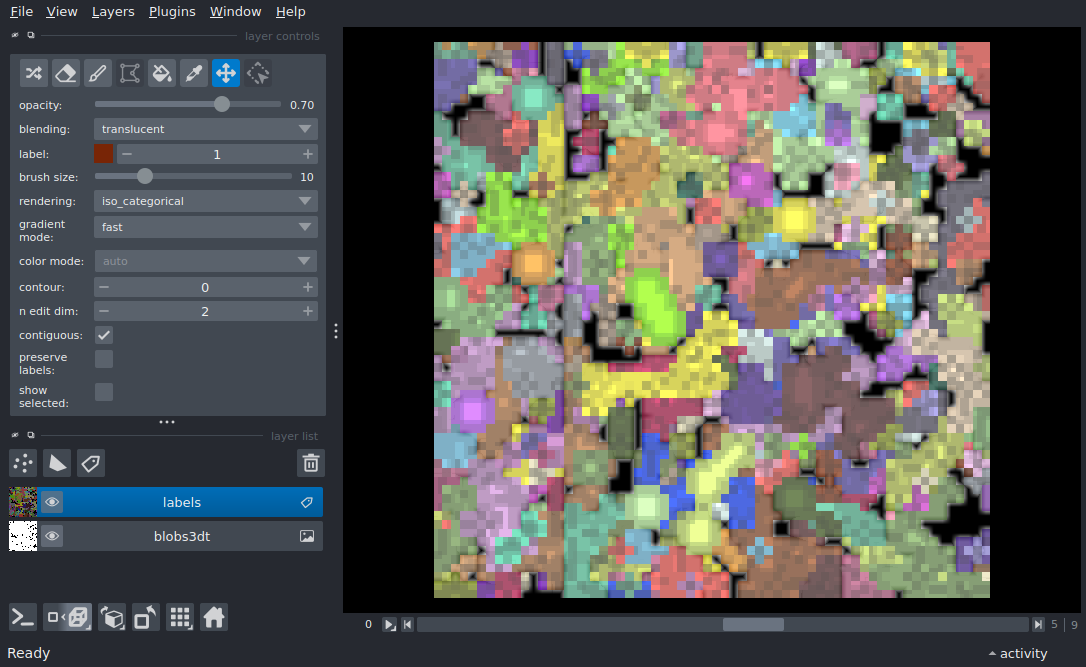 File View Layers Plugins Window Help
layer controls
opacity: 0.70
blending: translucent
label: 1
brush size: 10
rendering: iso_categorical
gradient
mode: fast
color mode: auto
contour: 0
n edit dim: 2
contiguous:
preserve
labels:
show
selected:
layer list
labels
blobs3dt
0 5 | 9
Ready activity